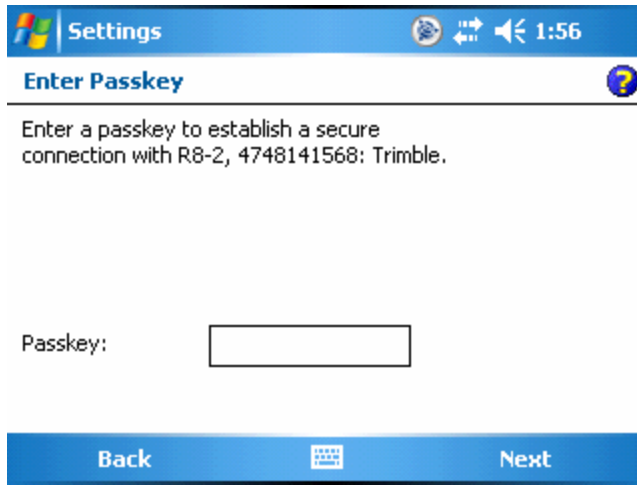 Settings 1:56
Enter Passkey
?
Enter a passkey to establish a secure
connection with R8-2, 4748141568: Trimble.
Passkey:
Back Next